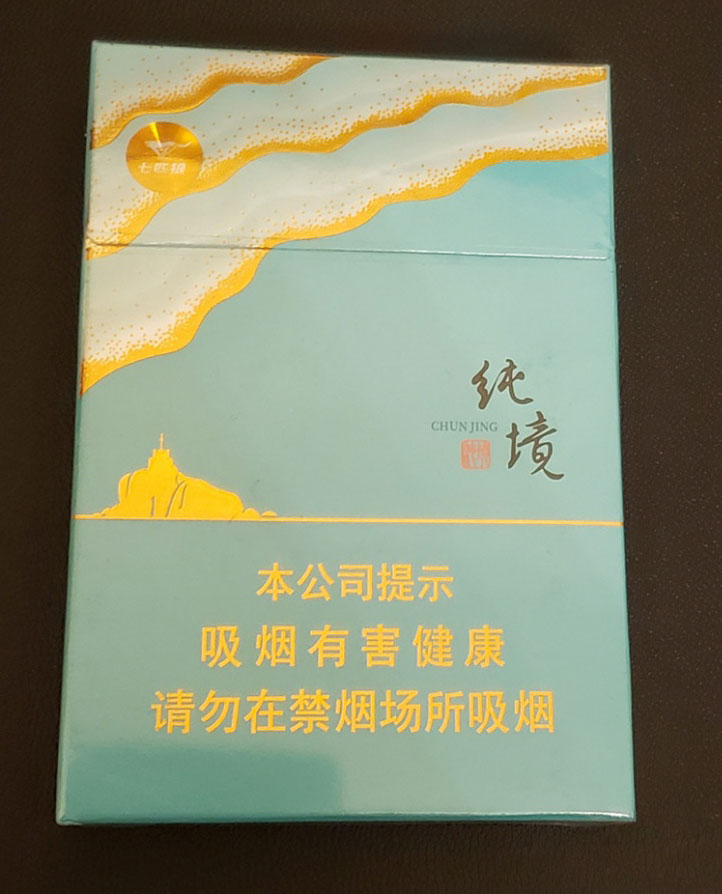 七匹狼
纯境
CHUN JING
本公司提示
吸烟有害健康
请勿在禁烟场所吸烟